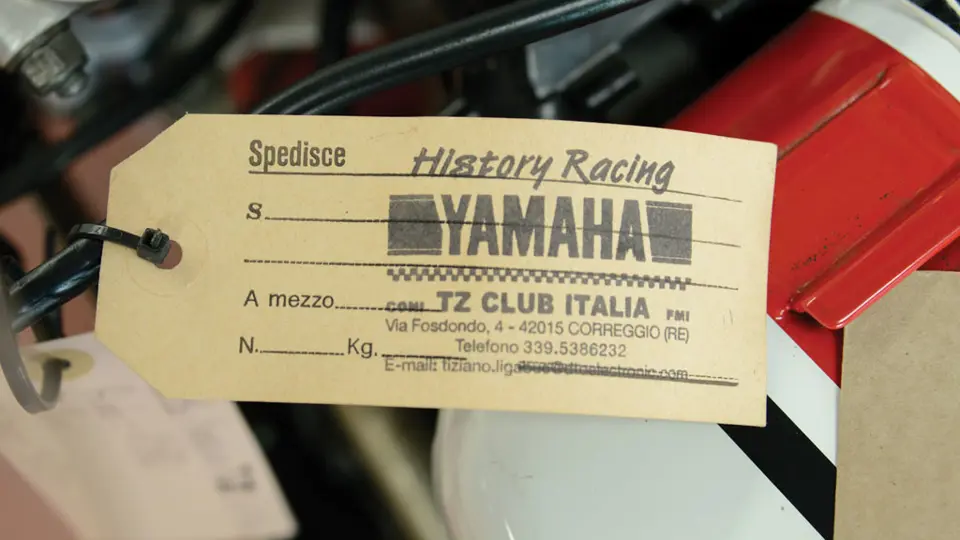 Spedisce History Racing
S.
YAMAHA
A mezzo
CONI TZ CLUB ITALIA FMI
Via Fosdondo, 4 - 42015 CORREGGIO (RE)
N. Kg. Telefono 339.5386232
E-mail: